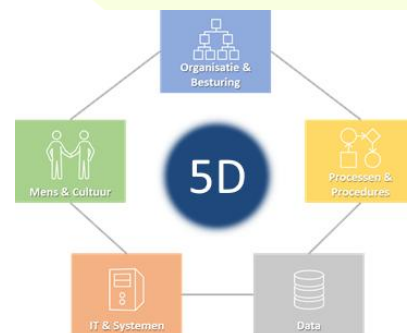 Organisatie &
Besturing
Mens & Cultuur
5D
Processen &
Procedures
IT & Systemen
Data